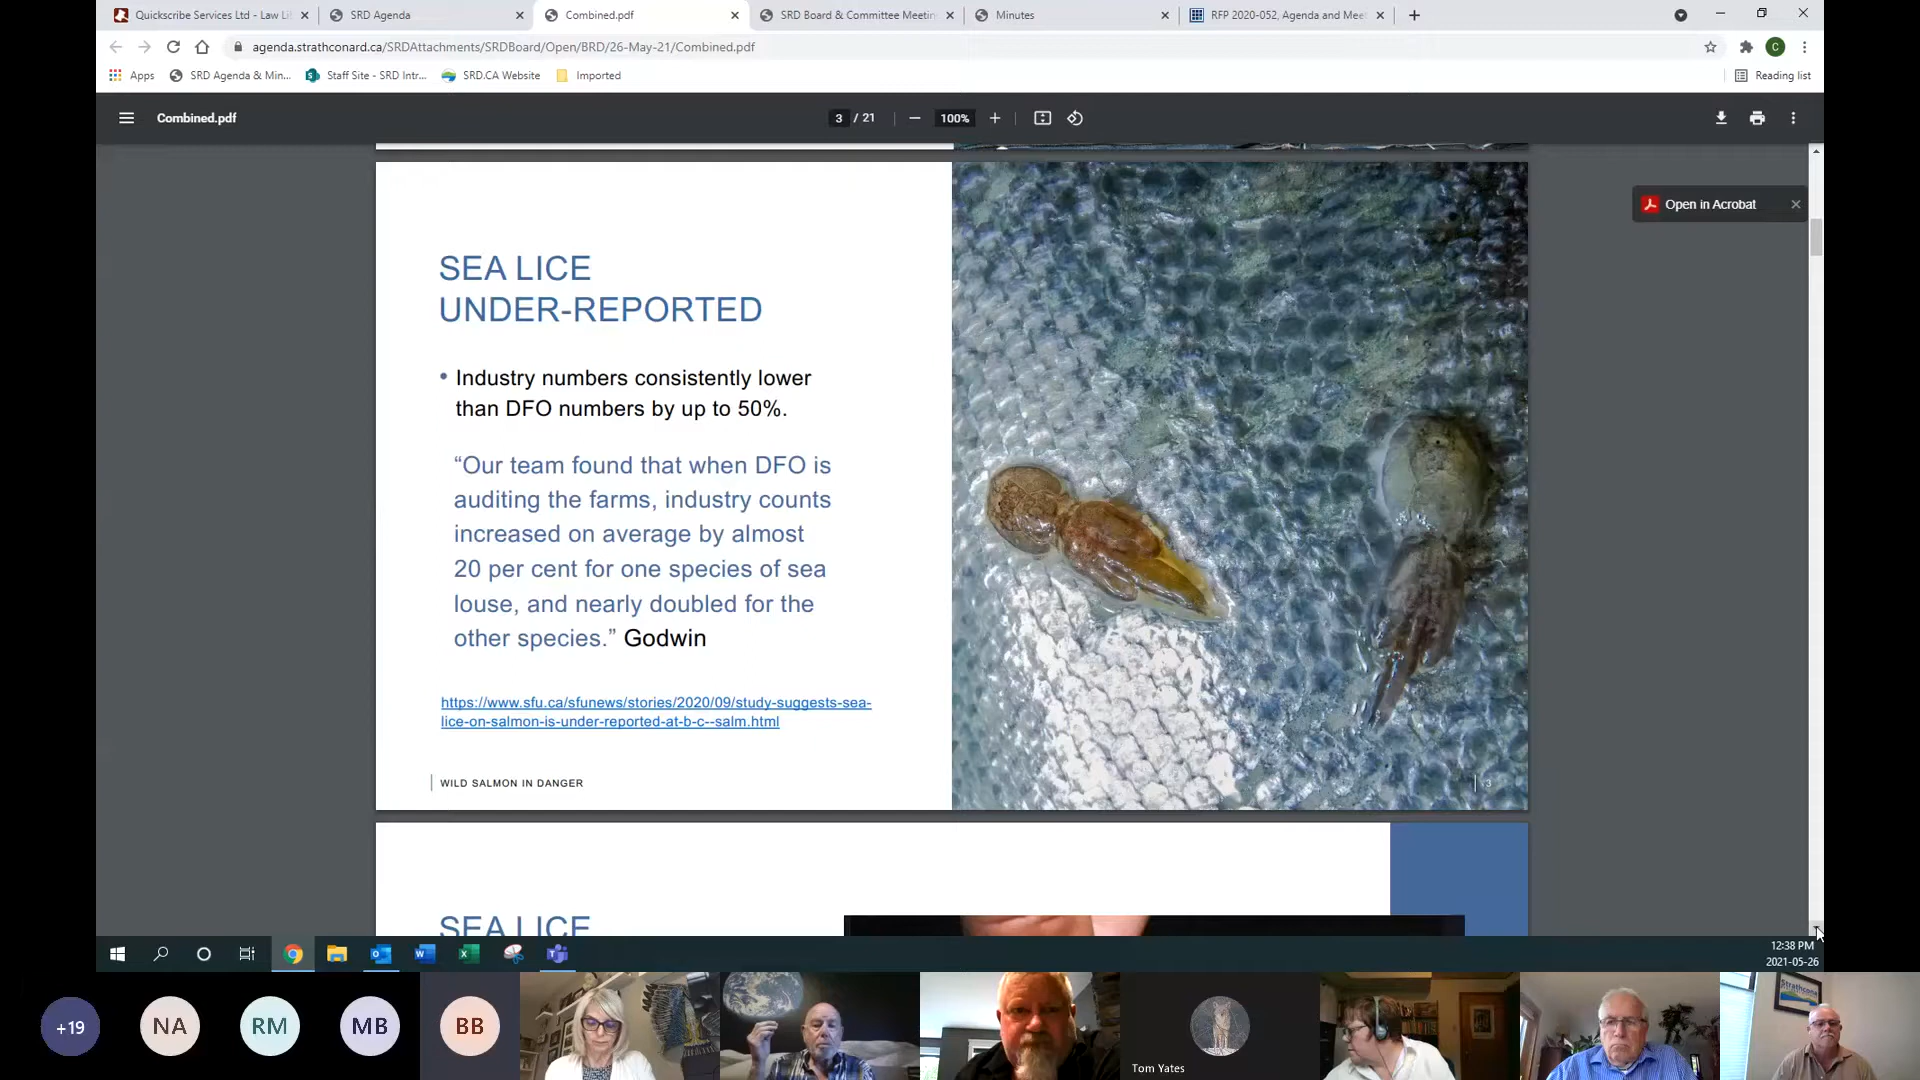 Quickscribe Services Ltd - Law Li
SRD Agenda
Combined.pdf
SRD Board & Committee Meetin
Minutes
RFP 2020-052, Agenda and Mee
agenda.strathconard.ca/SRDAttachments/SRDBoard/Open/BRD/26-May-21/Combined.pdf
C
Apps
SRD Agenda & Min...
Staff Site - SRD Intr...
SRD.CA Website
Imported
Reading list
Combined.pdf
3 / 21
100%
Open in Acrobat
SEA LICE
UNDER-REPORTED
• Industry numbers consistently lower
than DFO numbers by up to 50%.
“Our team found that when DFO is
auditing the farms, industry counts
increased on average by almost
20 per cent for one species of sea
louse, and nearly doubled for the
other species.” Godwin
https://www.sfu.ca/sfunews/stories/2020/09/study-suggests-sea-
lice-on-salmon-is-under-reported-at-b-c--salm.html
WILD SALMON IN DANGER
SEA LICE
12:38 PM
2021-05-26
+19
NA
RM
MB
BB
Tom Yates
Strathcona